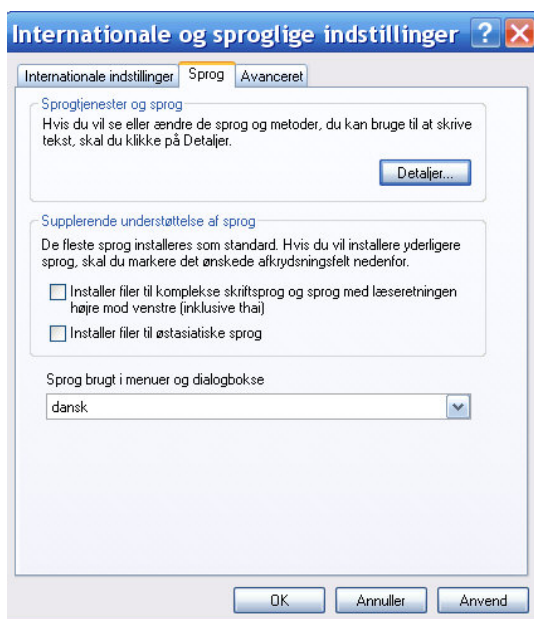 Internationale og sproglige indstillinger
Internationale indstillinger Sprog Avanceret
Sprogtjenester og sprog
Hvis du vil se eller ændre de sprog og metoder, du kan bruge til at skrive
tekst, skal du klikke på Detaljer.
Detaljer...
Supplerende understøttelse af sprog
De fleste sprog installeres som standard. Hvis du vil installere yderligere
sprog, skal du markere det ønskede afkrydsningsfelt nedenfor.
Installer filer til komplekse skriftsprog og sprog med læseretningen
højre mod venstre (inklusive thai)
Installer filer til østasiatiske sprog
Sprog brugt i menuer og dialogbokse
dansk
OK Annuller Anvend